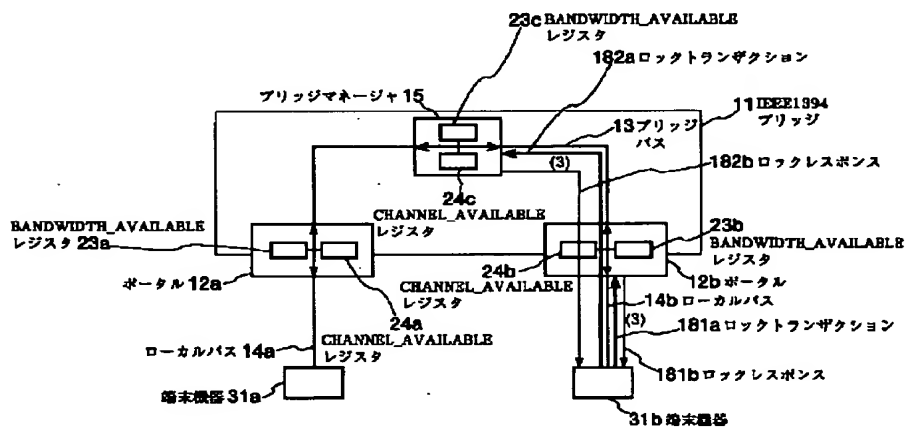 23c BANDWIDTH_AVAILABLE
レジスタ
182a ロックトランザクション
ブリッジマネージャ 15
11 IEEE1394
ブリッジ
13 ブリッジ
バス
(3)
182b ロックレスポンス
24c
CHANNEL_AVAILABLE
レジスタ
BANDWIDTH_AVAILABLE
レジスタ 23a
23b
BANDWIDTH_AVAILABLE
レジスタ
24b
CHANNEL_AVAILABLE
レジスタ
ポータル 12a
12b ポータル
14b ローカルバス
(3)
24a
CHANNEL_AVAILABLE
レジスタ
181a ロックトランザクション
ローカルバス 14a
181b ロックレスポンス
端末機器 31a
31b 端末機器